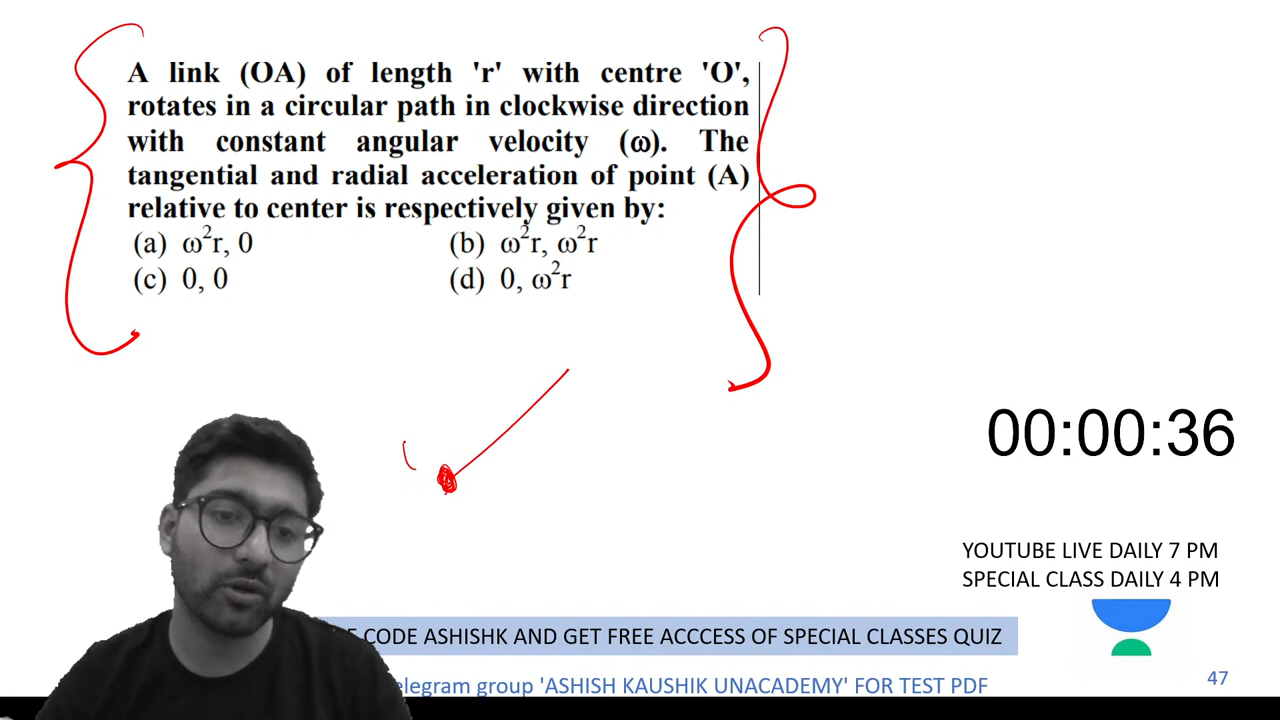 A link (OA) of length 'r' with centre 'O',
rotates in a circular path in clockwise direction
with constant angular velocity (ω). The
tangential and radial acceleration of point (A)
relative to center is respectively given by:
(a) ω²r, 0 (b) ω²r, ω²r
(c) 0, 0 (d) 0, ω²r
00:00:36
YOUTUBE LIVE DAILY 7 PM
SPECIAL CLASS DAILY 4 PM
CODE ASHISHK AND GET FREE ACCCESS OF SPECIAL CLASSES QUIZ
group 'ASHISH KAUSHIK UNACADEMY' FOR TEST PDF
47